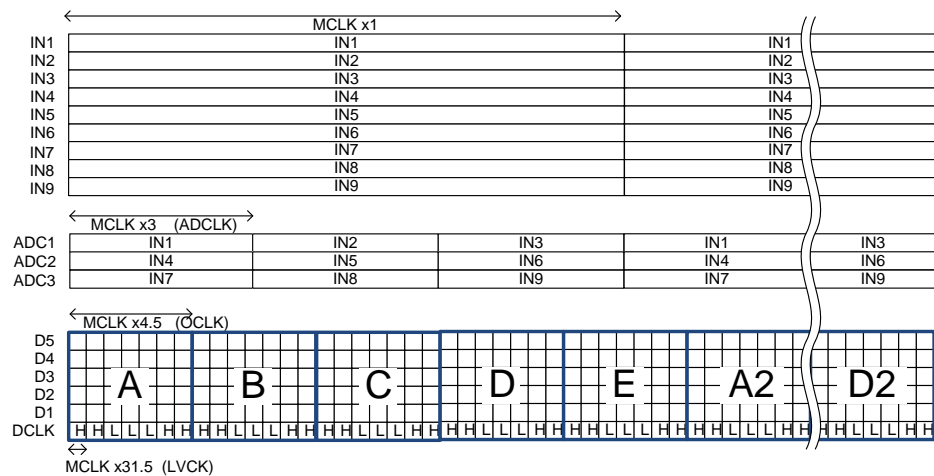 MCLK x1
IN1 IN1 IN1
IN2 IN2 IN2
IN3 IN3 IN3
IN4 IN4 IN4
IN5 IN5 IN5
IN6 IN6 IN6
IN7 IN7 IN7
IN8 IN8 IN8
IN9 IN9 IN9
MCLK x3 (ADCLK)
ADC1 IN1 IN2 IN3 IN1 IN3
ADC2 IN4 IN5 IN6 IN4 IN6
ADC3 IN7 IN8 IN9 IN7 IN9
MCLK x4.5 (OCLK)
D5
D4
D3 A B C D E A2 D2
D2
D1
DCLK H H L L L H H H H L L L H H H H L L L H H H H L L L H H H H L L L H H H H L L L H H H H L L L H H
MCLK x31.5 (LVCK)